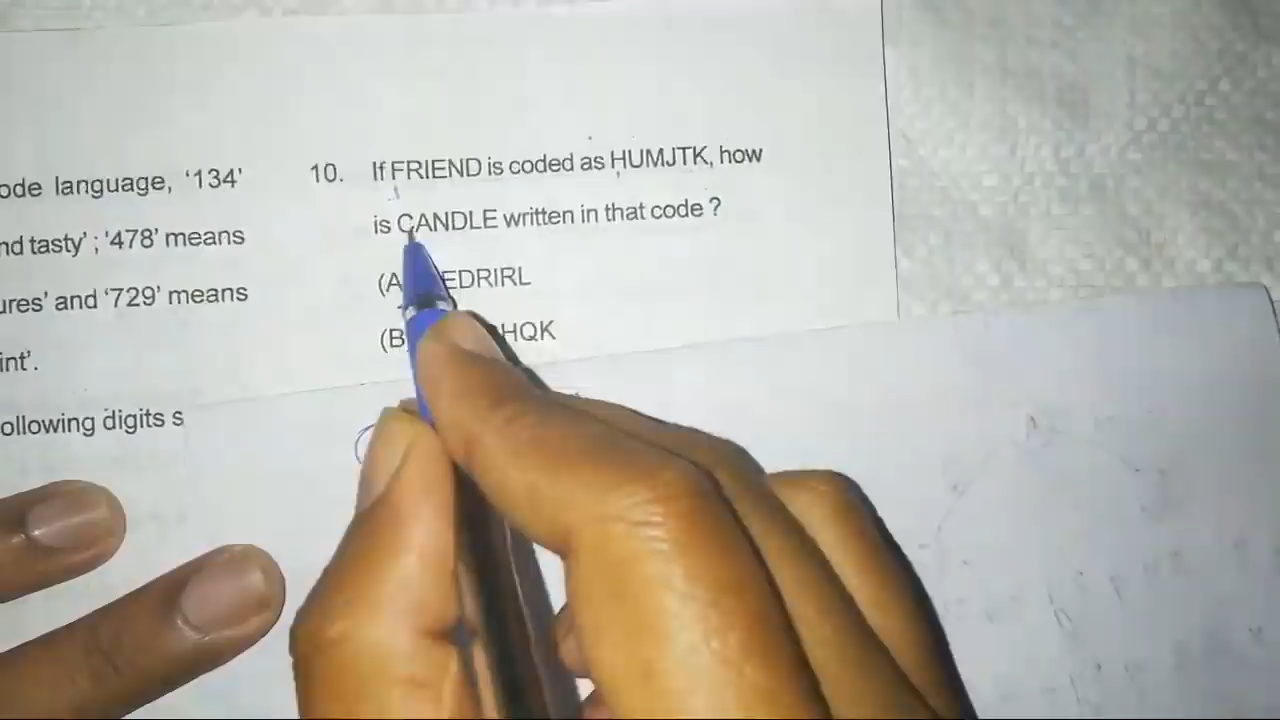 ode language, '134'
nd tasty' ; '478' means
ures' and '729' means
int'.
ollowing digits s
10. If FRIEND is coded as HUMJTK, how
is CANDLE written in that code ?
(A EDRIRL
(B HQK